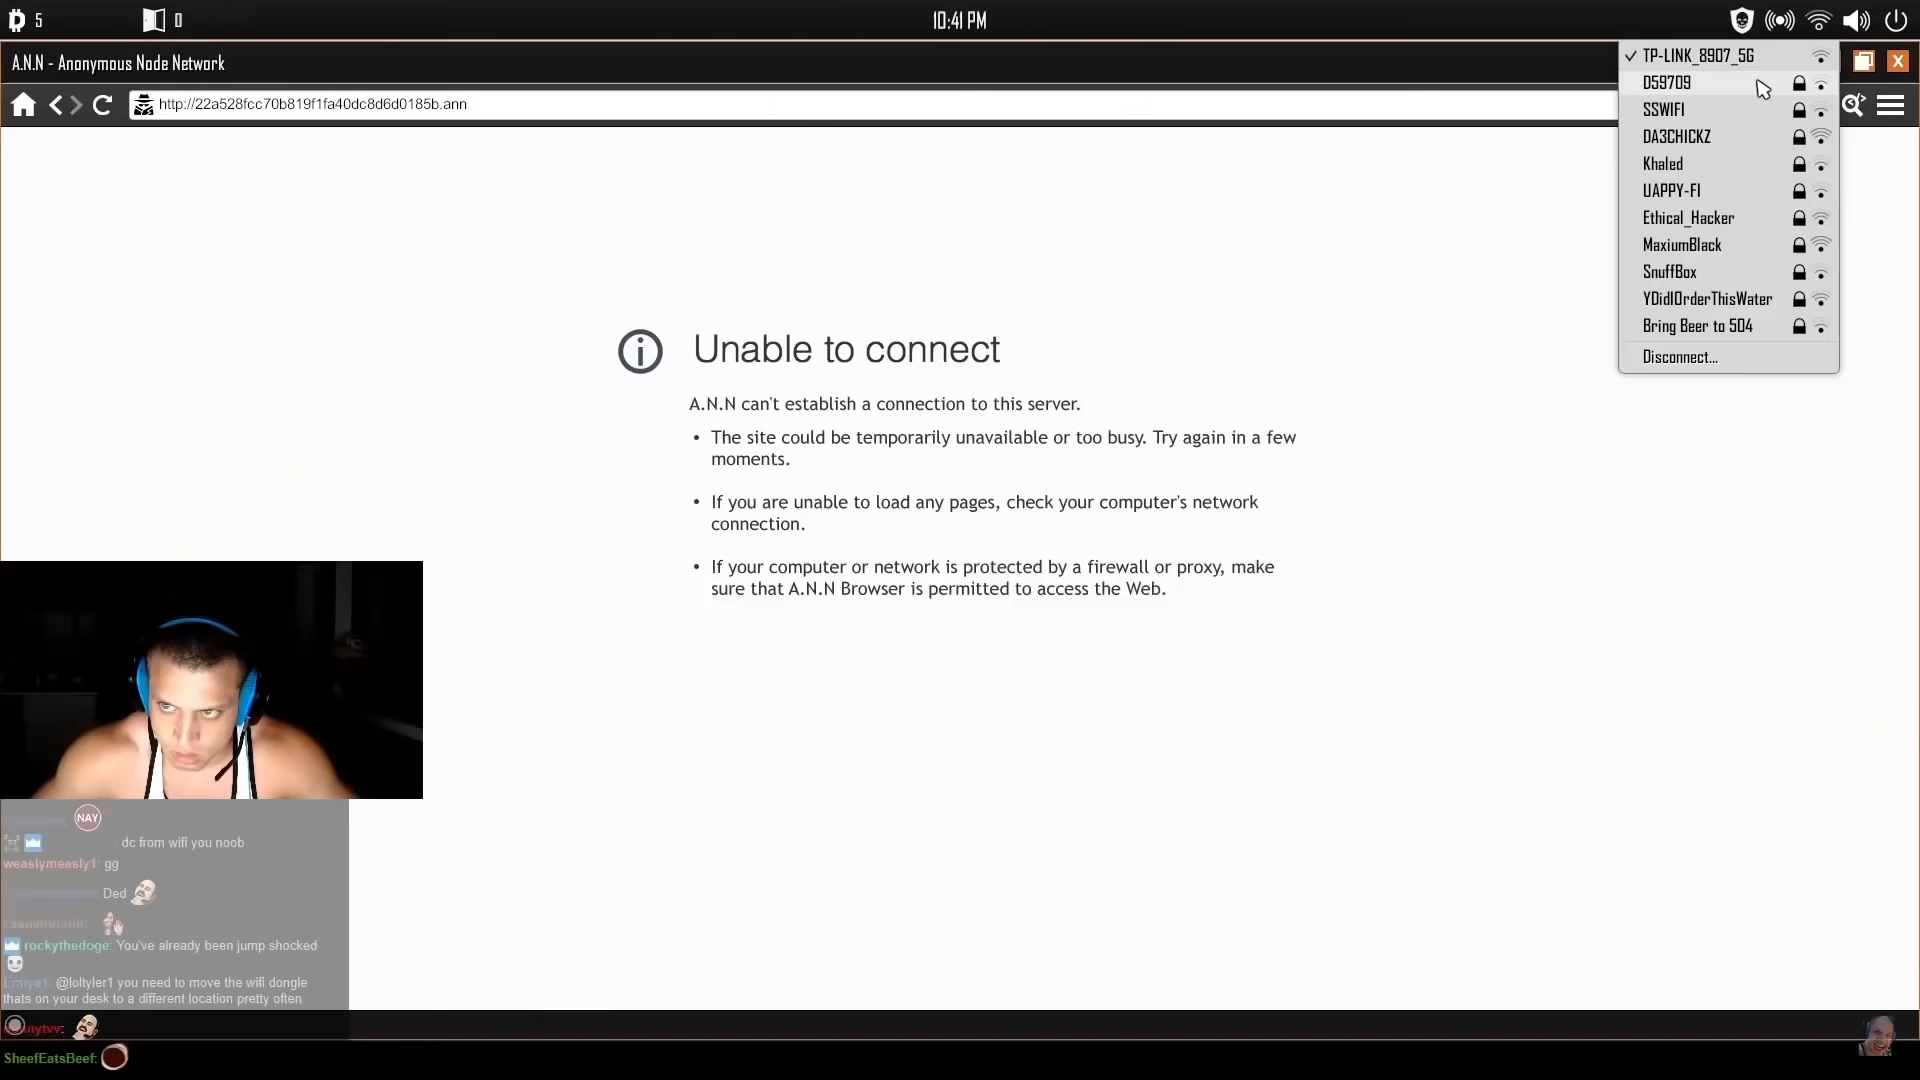 5
0
10:41 PM
A.N.N - Anonymous Node Network
http://22a528fcc70b819f1fa40dc8d6d0185b.ann
TP-LINK_8907_5G
D59709
SSWIFI
DA3CHICKZ
Khaled
UAPPY-FI
Ethical_Hacker
MaxiumBlack
SnuffBox
YDidIOrderThisWater
Bring Beer to 504
Disconnect...
Unable to connect
A.N.N can't establish a connection to this server.
• The site could be temporarily unavailable or too busy. Try again in a few
moments.
• If you are unable to load any pages, check your computer's network
connection.
• If your computer or network is protected by a firewall or proxy, make
sure that A.N.N Browser is permitted to access the Web.
NAY
dc from wifi you noob
weaslymeasly1: gg
Ded
rockythedoge: You've already been jump shocked
Emiya1: @loltyler1 you need to move the wifi dongle
thats on your desk to a different location pretty often
SheefEatsBeef: